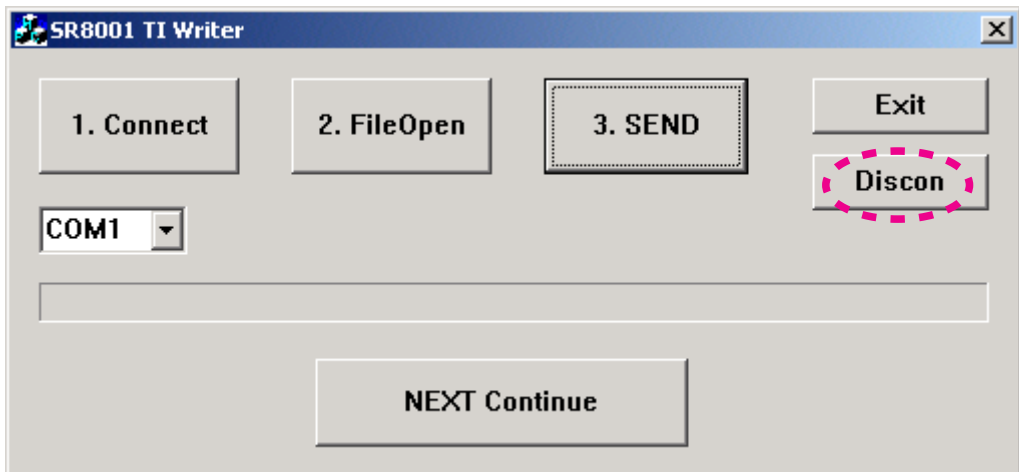 SR8001 TI Writer
1. Connect
2. FileOpen
3. SEND
Exit
Discon
COM1
NEXT Continue